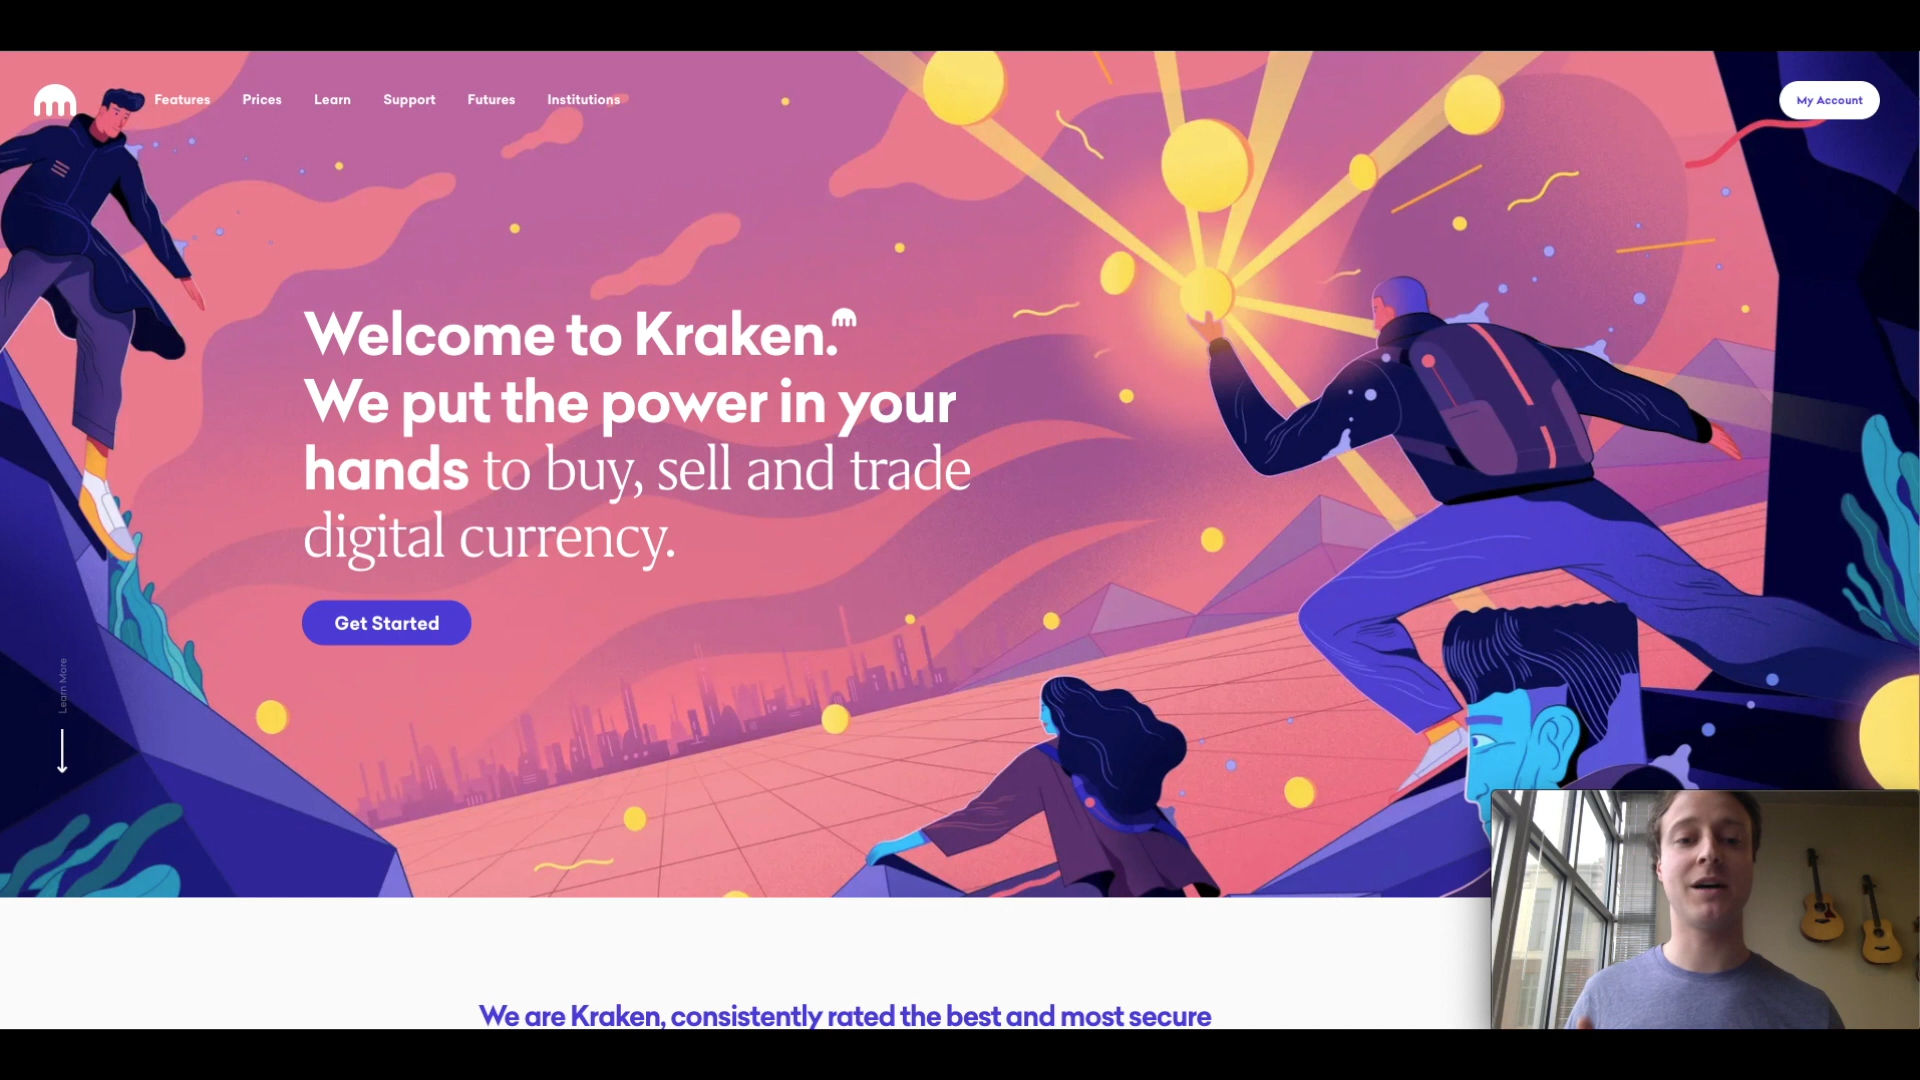 Features Prices Learn Support Futures Institutions My Account
Welcome to Kraken.
We put the power in your
hands to buy, sell and trade
digital currency.
Get Started
Learn More
We are Kraken, consistently rated the best and most secure